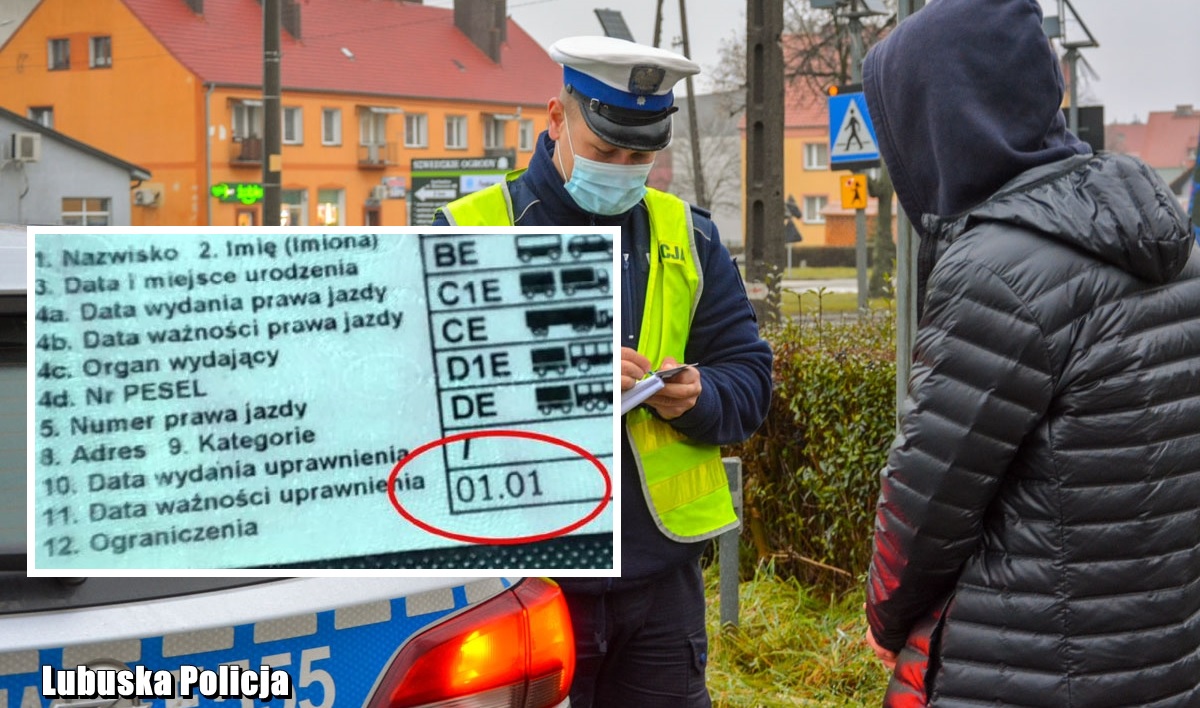 SZWEDZKIE OGRODY
CJA
1. Nazwisko 2. Imię (Imiona)
3. Data i miejsce urodzenia
4a. Data wydania prawa jazdy
4b. Data ważności prawa jazdy
4c. Organ wydający
4d. Nr PESEL
5. Numer prawa jazdy
8. Adres 9. Kategorie
10. Data wydania uprawnienia
11. Data ważności uprawnienia
12. Ograniczenia
BE
C1E
CE
D1E
DE
/
01.01
Lubuska Policja
55